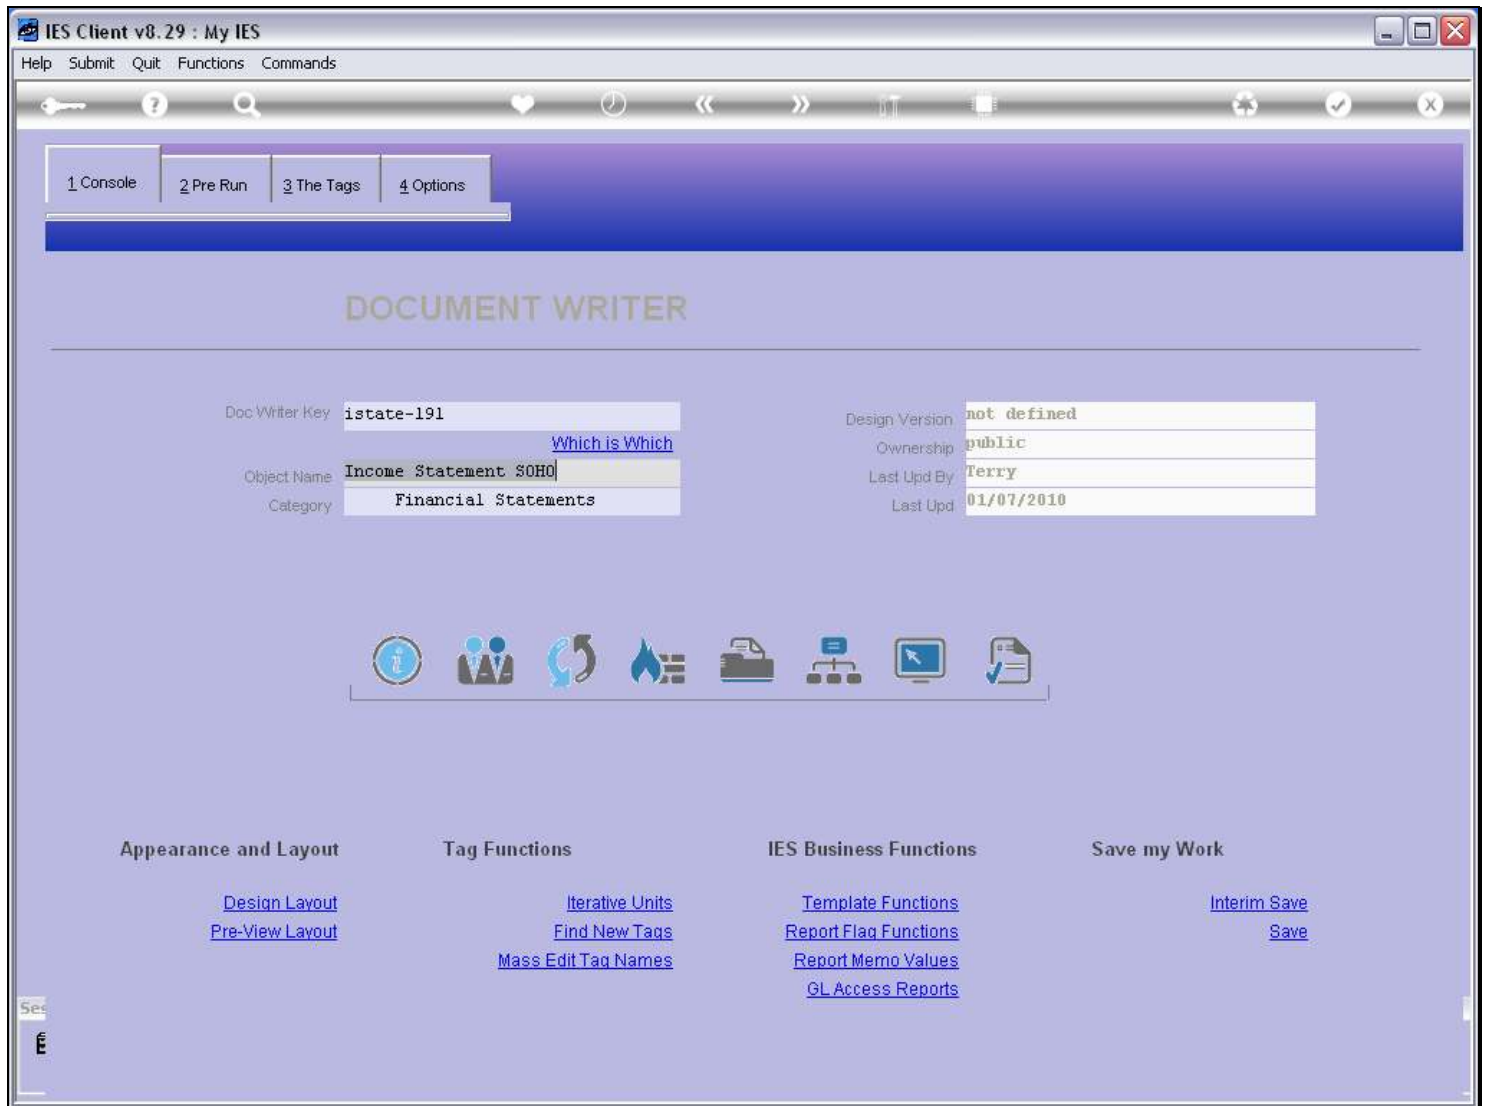 IES Client v8.29 : My IES
Help Submit Quit Functions Commands
1 Console 2 Pre Run 3 The Tags 4 Options
DOCUMENT WRITER
Doc Writer Key istate-191
Which is Which
Object Name Income Statement SOHO
Category Financial Statements
Design Version not defined
Ownership public
Last Upd By Terry
Last Upd 01/07/2010
Appearance and Layout
Design Layout
Pre-View Layout
Tag Functions
Iterative Units
Find New Tags
Mass Edit Tag Names
IES Business Functions
Template Functions
Report Flag Functions
Report Memo Values
GL Access Reports
Save my Work
Interim Save
Save